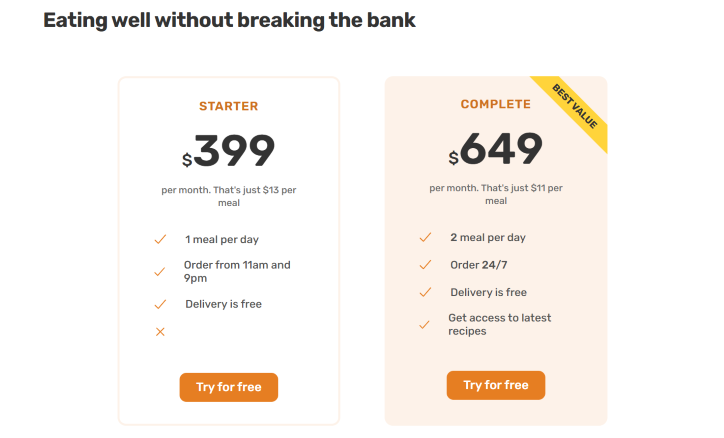 Eating well without breaking the bank
STARTER
$399
per month. That's just $13 per
meal
1 meal per day
Order from 11am and
9pm
Delivery is free
Try for free
BEST VALUE
COMPLETE
$649
per month. That's just $11 per
meal
2 meal per day
Order 24/7
Delivery is free
Get access to latest
recipes
Try for free